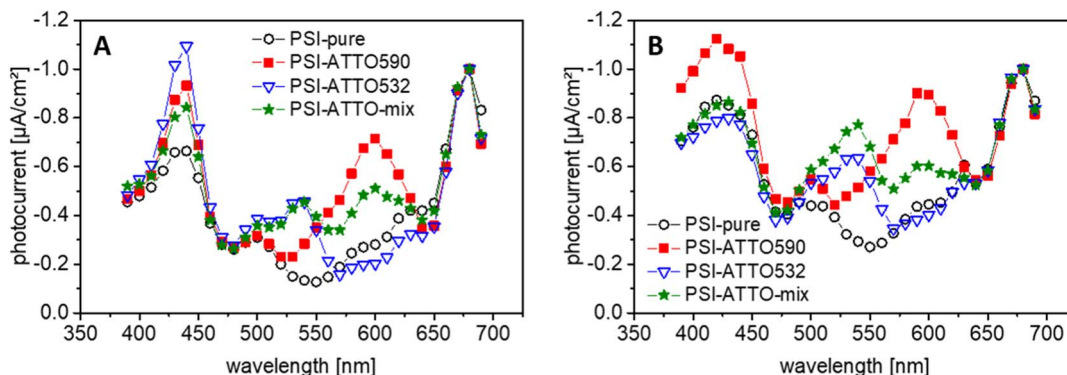 A
photocurrent [µA/cm²]
-1.2
-1.0
-0.8
-0.6
-0.4
-0.2
0.0
PSI-pure
PSI-ATTO590
PSI-ATTO532
PSI-ATTO-mix
350 400 450 500 550 600 650 700
wavelength [nm]
B
photocurrent [µA/cm²]
-1.2
-1.0
-0.8
-0.6
-0.4
-0.2
0.0
PSI-pure
PSI-ATTO590
PSI-ATTO532
PSI-ATTO-mix
350 400 450 500 550 600 650 700
wavelength [nm]